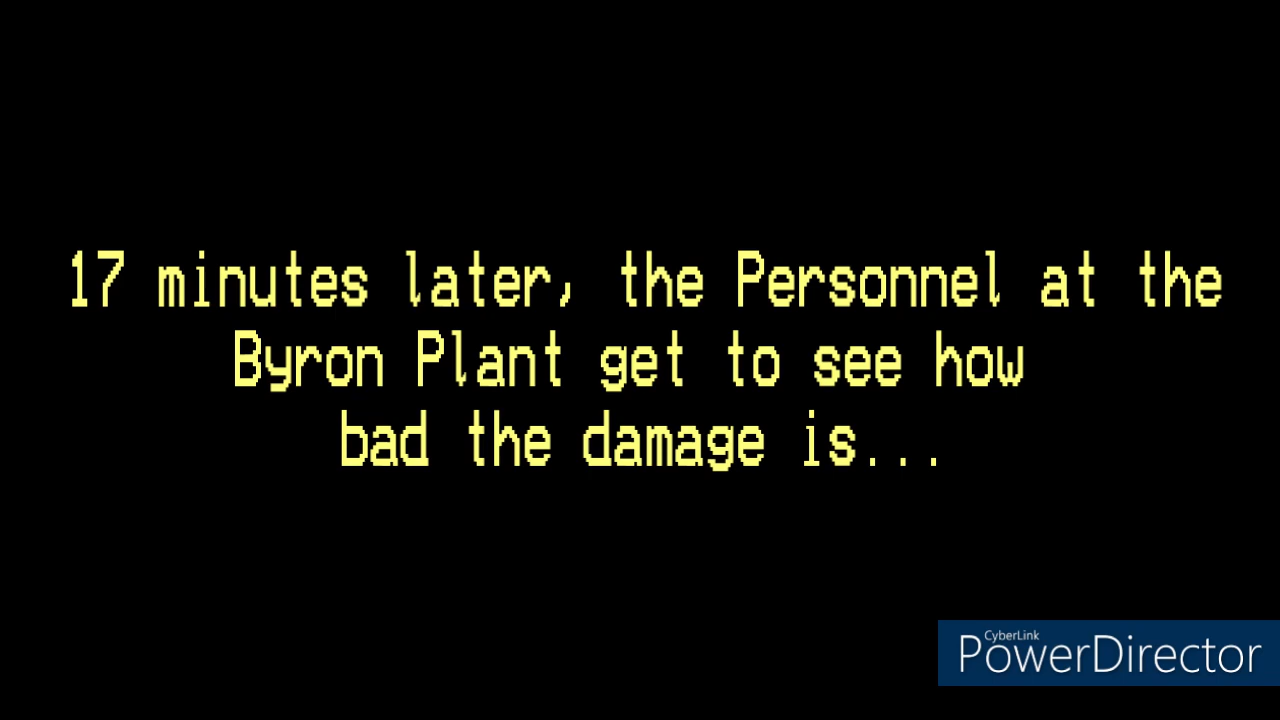 17 minutes later, the Personnel at the
Byron Plant get to see how
bad the damage is...
CyberLink
PowerDirector